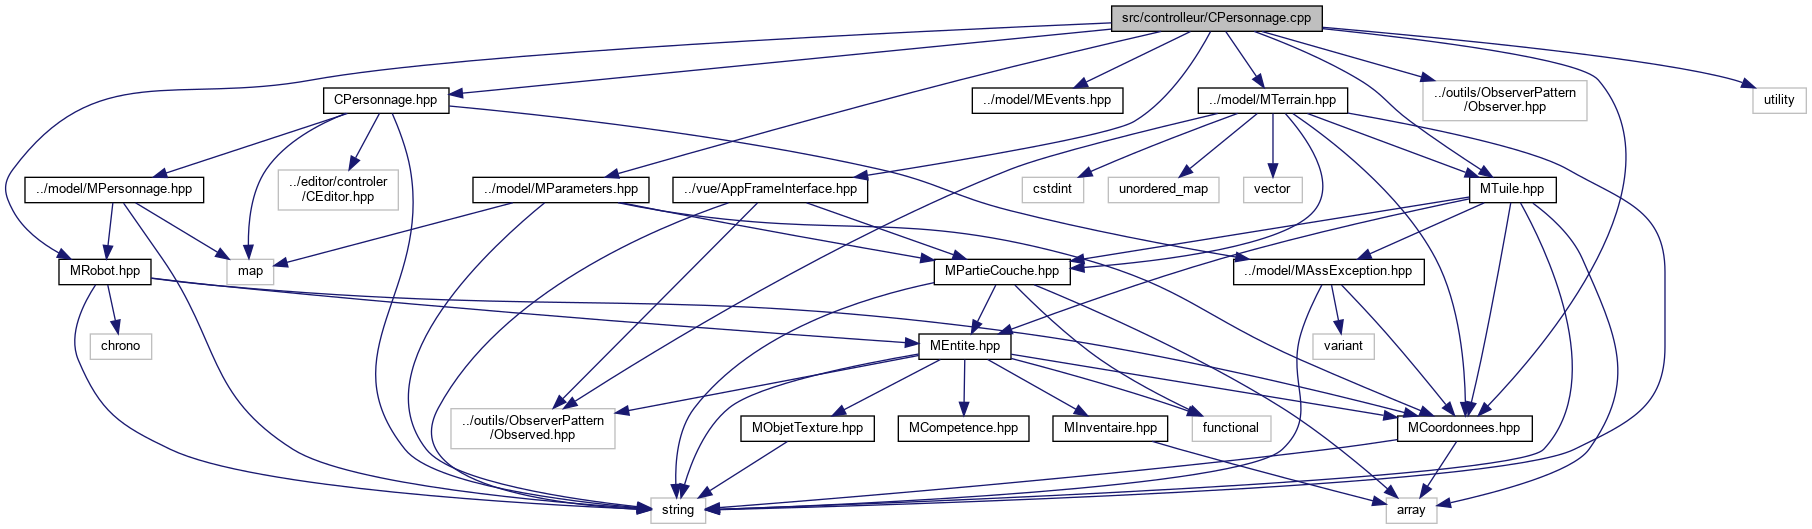 src/controlleur/CPersonnage.cpp
CPersonnage.hpp
../model/MEvents.hpp
../model/MTerrain.hpp
../outils/ObserverPattern
/Observer.hpp
utility
../model/MPersonnage.hpp
../editor/controler
/CEditor.hpp
../model/MParameters.hpp
../vue/AppFrameInterface.hpp
cstdint
unordered_map
vector
MTuile.hpp
MRobot.hpp
map
MPartieCouche.hpp
../model/MAssException.hpp
chrono
MEntite.hpp
variant
../outils/ObserverPattern
/Observed.hpp
MObjetTexture.hpp
MCompetence.hpp
MInventaire.hpp
functional
MCoordonnees.hpp
string
array